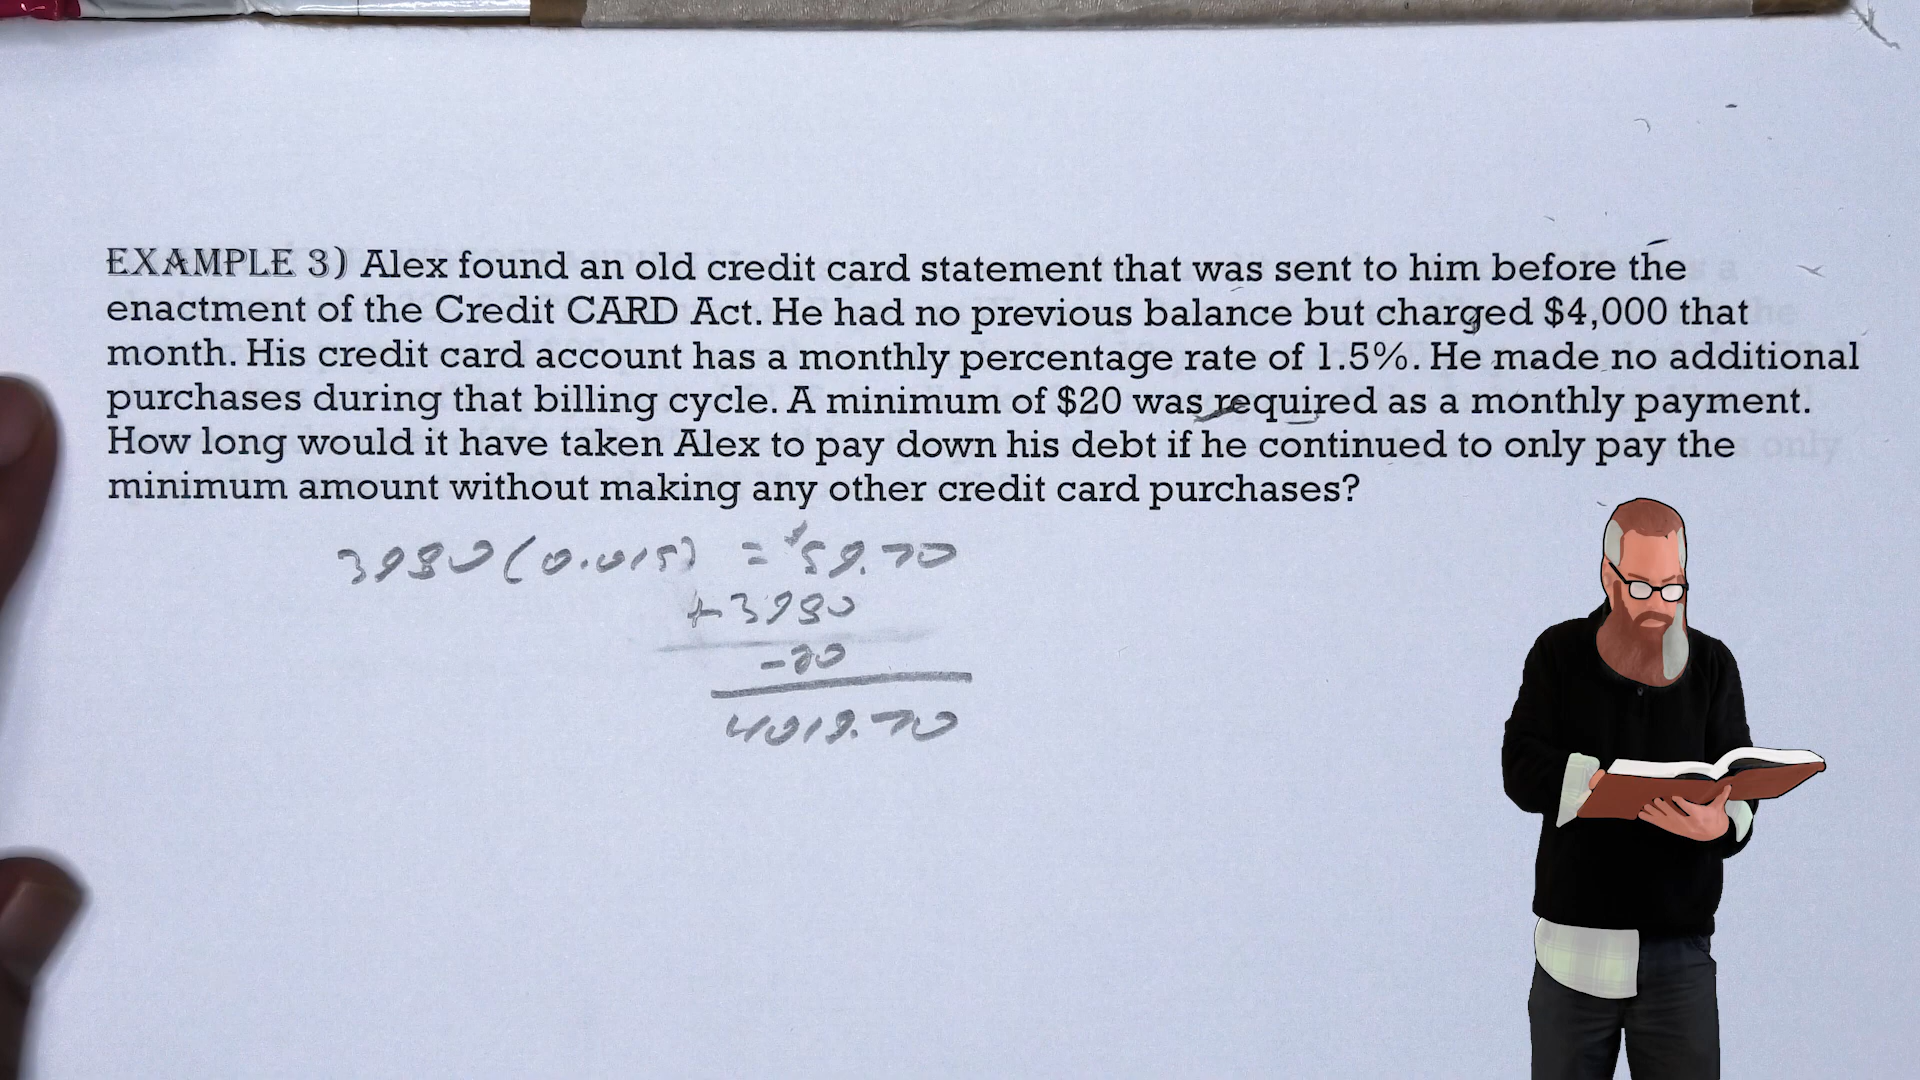 EXAMPLE 3) Alex found an old credit card statement that was sent to him before the
enactment of the Credit CARD Act. He had no previous balance but charged $4,000 that
month. His credit card account has a monthly percentage rate of 1.5%. He made no additional
purchases during that billing cycle. A minimum of $20 was required as a monthly payment.
How long would it have taken Alex to pay down his debt if he continued to only pay the
minimum amount without making any other credit card purchases?
3980(0.015) = $59.70
+3980
-20
4019.70